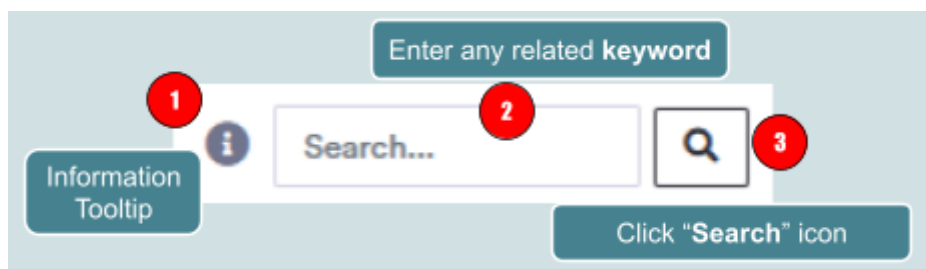 Enter any related keyword
1
2
i
Search...
3
Information
Tooltip
Click “Search” icon